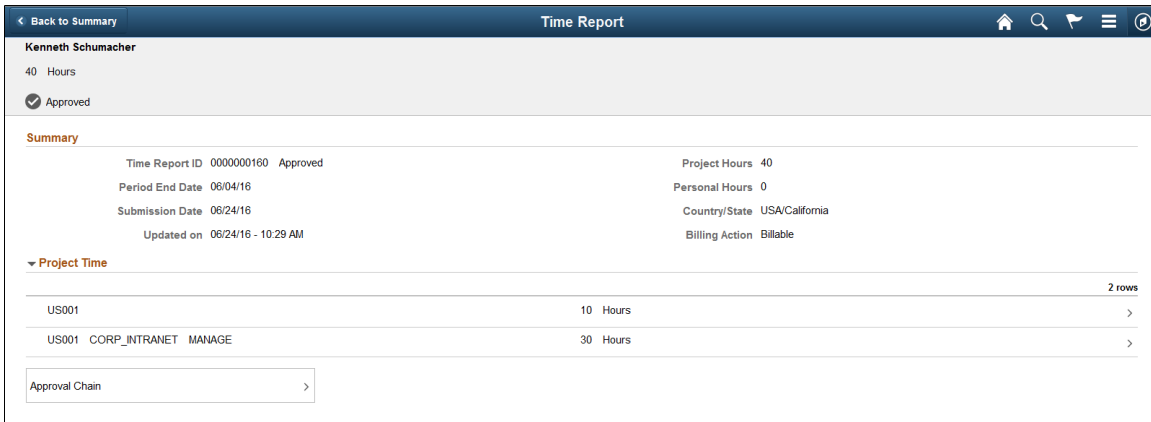 Back to Summary Time Report
Kenneth Schumacher
40 Hours
Approved
Summary
Time Report ID 0000000160 Approved Project Hours 40
Period End Date 06/04/16 Personal Hours 0
Submission Date 06/24/16 Country/State USA/California
Updated on 06/24/16 - 10:29 AM Billing Action Billable
Project Time
2 rows
US001 10 Hours
US001 CORP_INTRANET MANAGE 30 Hours
Approval Chain